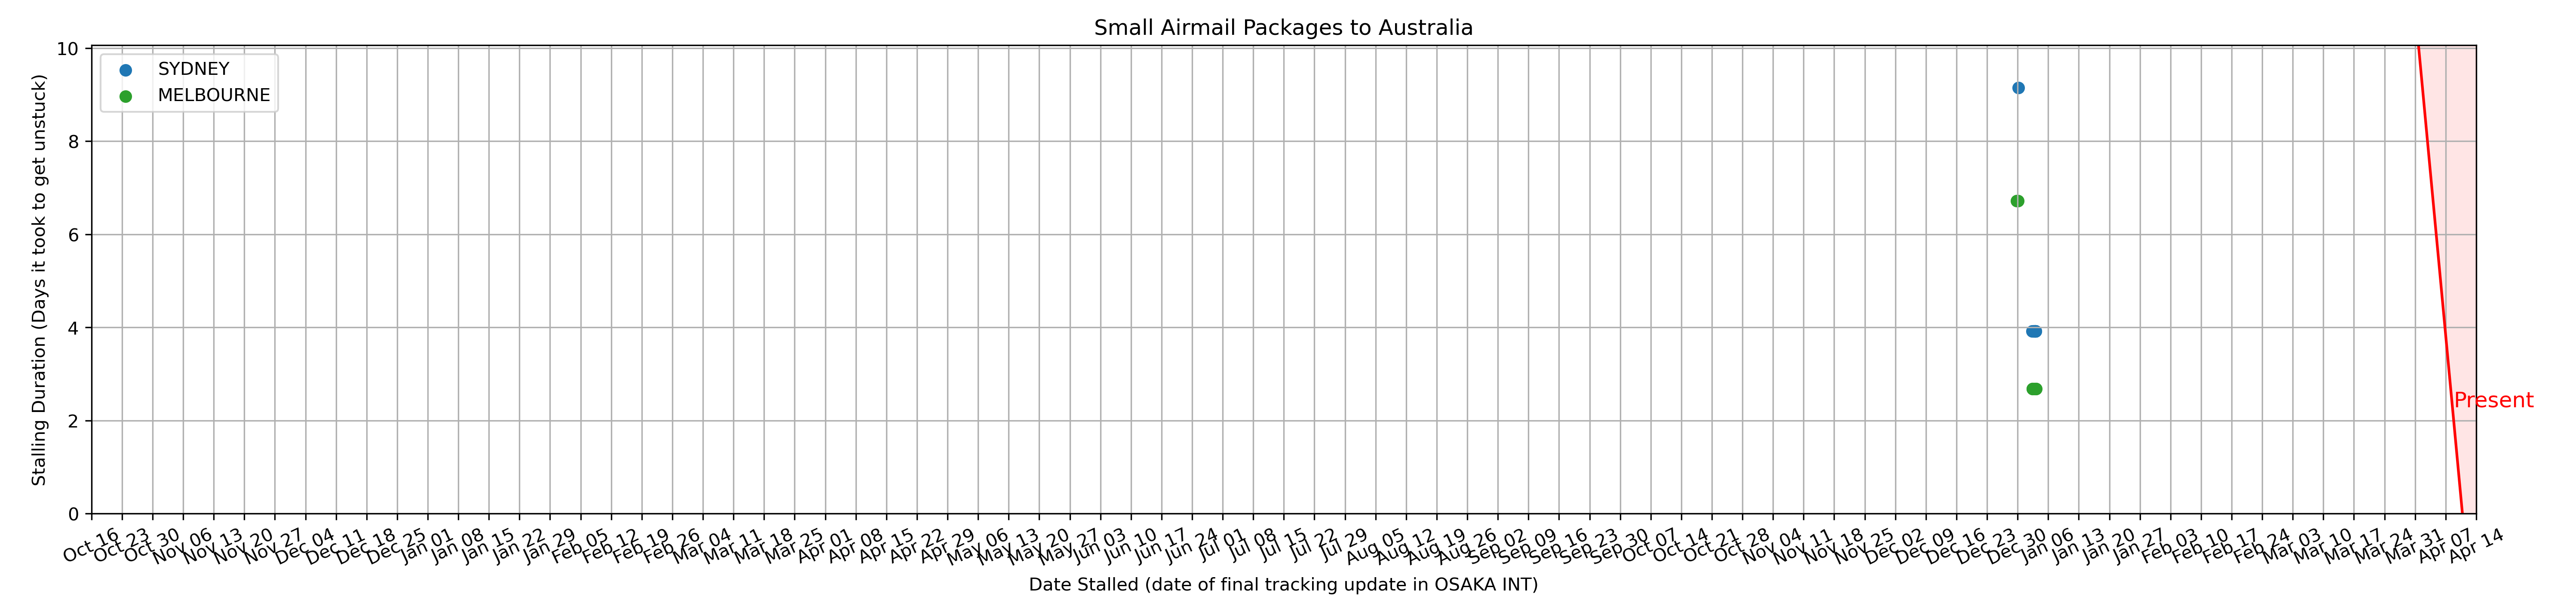 Small Airmail Packages to Australia
SYDNEY
MELBOURNE
Stalling Duration (Days it took to get unstuck)
10
8
6
4
2
0
Present
Oct 16 Oct 23 Oct 30 Nov 06 Nov 13 Nov 20 Nov 27 Dec 04 Dec 11 Dec 18 Dec 25 Jan 01 Jan 08 Jan 15 Jan 22 Jan 29 Feb 05 Feb 12 Feb 19 Feb 26 Mar 04 Mar 11 Mar 18 Mar 25 Apr 01 Apr 08 Apr 15 Apr 22 Apr 29 May 06 May 13 May 20 May 27 Jun 03 Jun 10 Jun 17 Jun 24 Jul 01 Jul 08 Jul 15 Jul 22 Jul 29 Aug 05 Aug 12 Aug 19 Aug 26 Sep 02 Sep 09 Sep 16 Sep 23 Sep 30 Oct 07 Oct 14 Oct 21 Oct 28 Nov 04 Nov 11 Nov 18 Nov 25 Dec 02 Dec 09 Dec 16 Dec 23 Dec 30 Jan 06 Jan 13 Jan 20 Jan 27 Feb 03 Feb 10 Feb 17 Feb 24 Mar 03 Mar 10 Mar 17 Mar 24 Mar 31 Apr 07 Apr 14
Date Stalled (date of final tracking update in OSAKA INT)